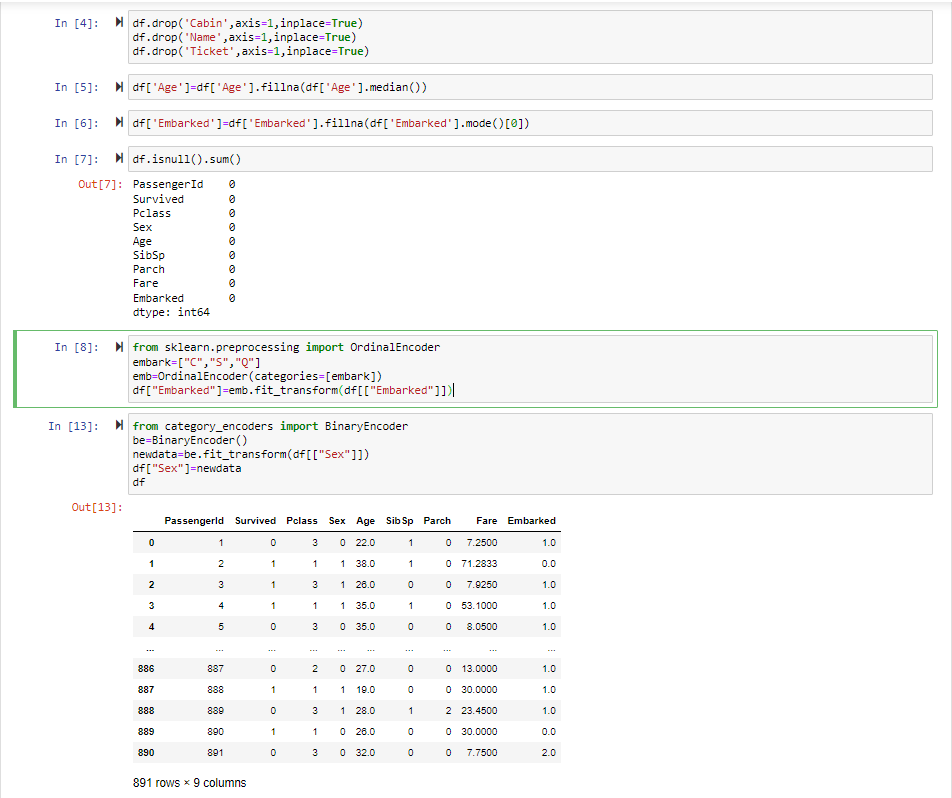 In [4]: df.drop('Cabin',axis=1,inplace=True)
df.drop('Name',axis=1,inplace=True)
df.drop('Ticket',axis=1,inplace=True)
In [5]: df['Age']=df['Age'].fillna(df['Age'].median())
In [6]: df['Embarked']=df['Embarked'].fillna(df['Embarked'].mode()[0])
In [7]: df.isnull().sum()
Out[7]: PassengerId 0
Survived 0
Pclass 0
Sex 0
Age 0
SibSp 0
Parch 0
Fare 0
Embarked 0
dtype: int64
In [8]: from sklearn.preprocessing import OrdinalEncoder
embark=["C","S","Q"]
emb=OrdinalEncoder(categories=[embark])
df["Embarked"]=emb.fit_transform(df[["Embarked"]])
In [13]: from category_encoders import BinaryEncoder
be=BinaryEncoder()
newdata=be.fit_transform(df[["Sex"]])
df["Sex"]=newdata
df
Out[13]:
PassengerId Survived Pclass Sex Age SibSp Parch Fare Embarked
0 1 0 3 0 22.0 1 0 7.2500 1.0
1 2 1 1 1 38.0 1 0 71.2833 0.0
2 3 1 3 1 26.0 0 0 7.9250 1.0
3 4 1 1 1 35.0 1 0 53.1000 1.0
4 5 0 3 0 35.0 0 0 8.0500 1.0
... ... ... ... ... ... ... ... ... ...
886 887 0 2 0 27.0 0 0 13.0000 1.0
887 888 1 1 1 19.0 0 0 30.0000 1.0
888 889 0 3 1 28.0 1 2 23.4500 1.0
889 890 1 1 0 26.0 0 0 30.0000 0.0
890 891 0 3 0 32.0 0 0 7.7500 2.0
891 rows × 9 columns